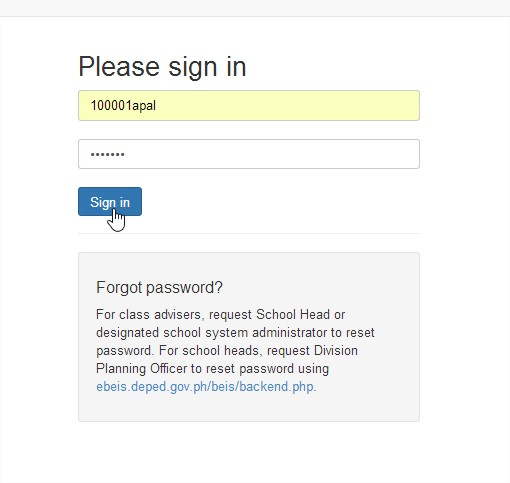 Please sign in
100001apal
•••••••
Sign in
Forgot password?
For class advisers, request School Head or
designated school system administrator to reset
password. For school heads, request Division
Planning Officer to reset password using
ebeis.deped.gov.ph/beis/backend.php.